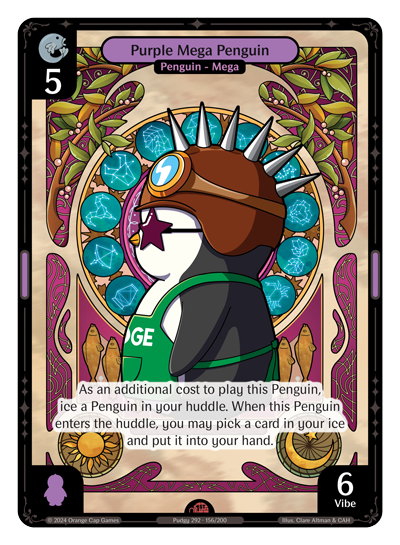 5
Purple Mega Penguin
Penguin - Mega
OGE
As an additional cost to play this Penguin,
ice a Penguin in your huddle. When this Penguin
enters the huddle, you may pick a card in your ice
and put it into your hand.
6
Vibe
© 2024 Orange Cap Games
Pudgy 292 · 156/200
Illus. Clare Altman & CAH